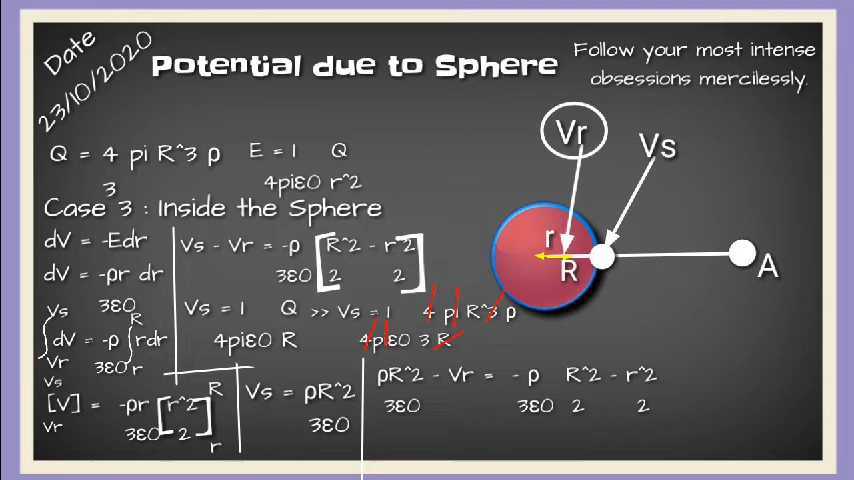 Date
23/10/2020
Potential due to Sphere
Follow your most intense
obsessions mercilessly.
Q = 4 pi R^3 ρ
3
E = 1 Q
4piε0 r^2
Case 3 : Inside the Sphere
dV = -Edr
dV = -ρr dr
3ε0
Vs
R
∫dV = -ρ ∫rdr
Vr
3ε0 r
Vs
R
[V] = -ρr [r^2]
Vr
3ε0 2
r
Vs - Vr = -ρ [R^2 - r^2]
3ε0 2 2
Vs = 1 Q >> Vs = 1 4 pi R^3 ρ
4piε0 R 4piε0 3 R
Vs = ρR^2
3ε0
ρR^2 - Vr = - ρ R^2 - r^2
3ε0 3ε0 2 2
Vr
Vs
r
R
A